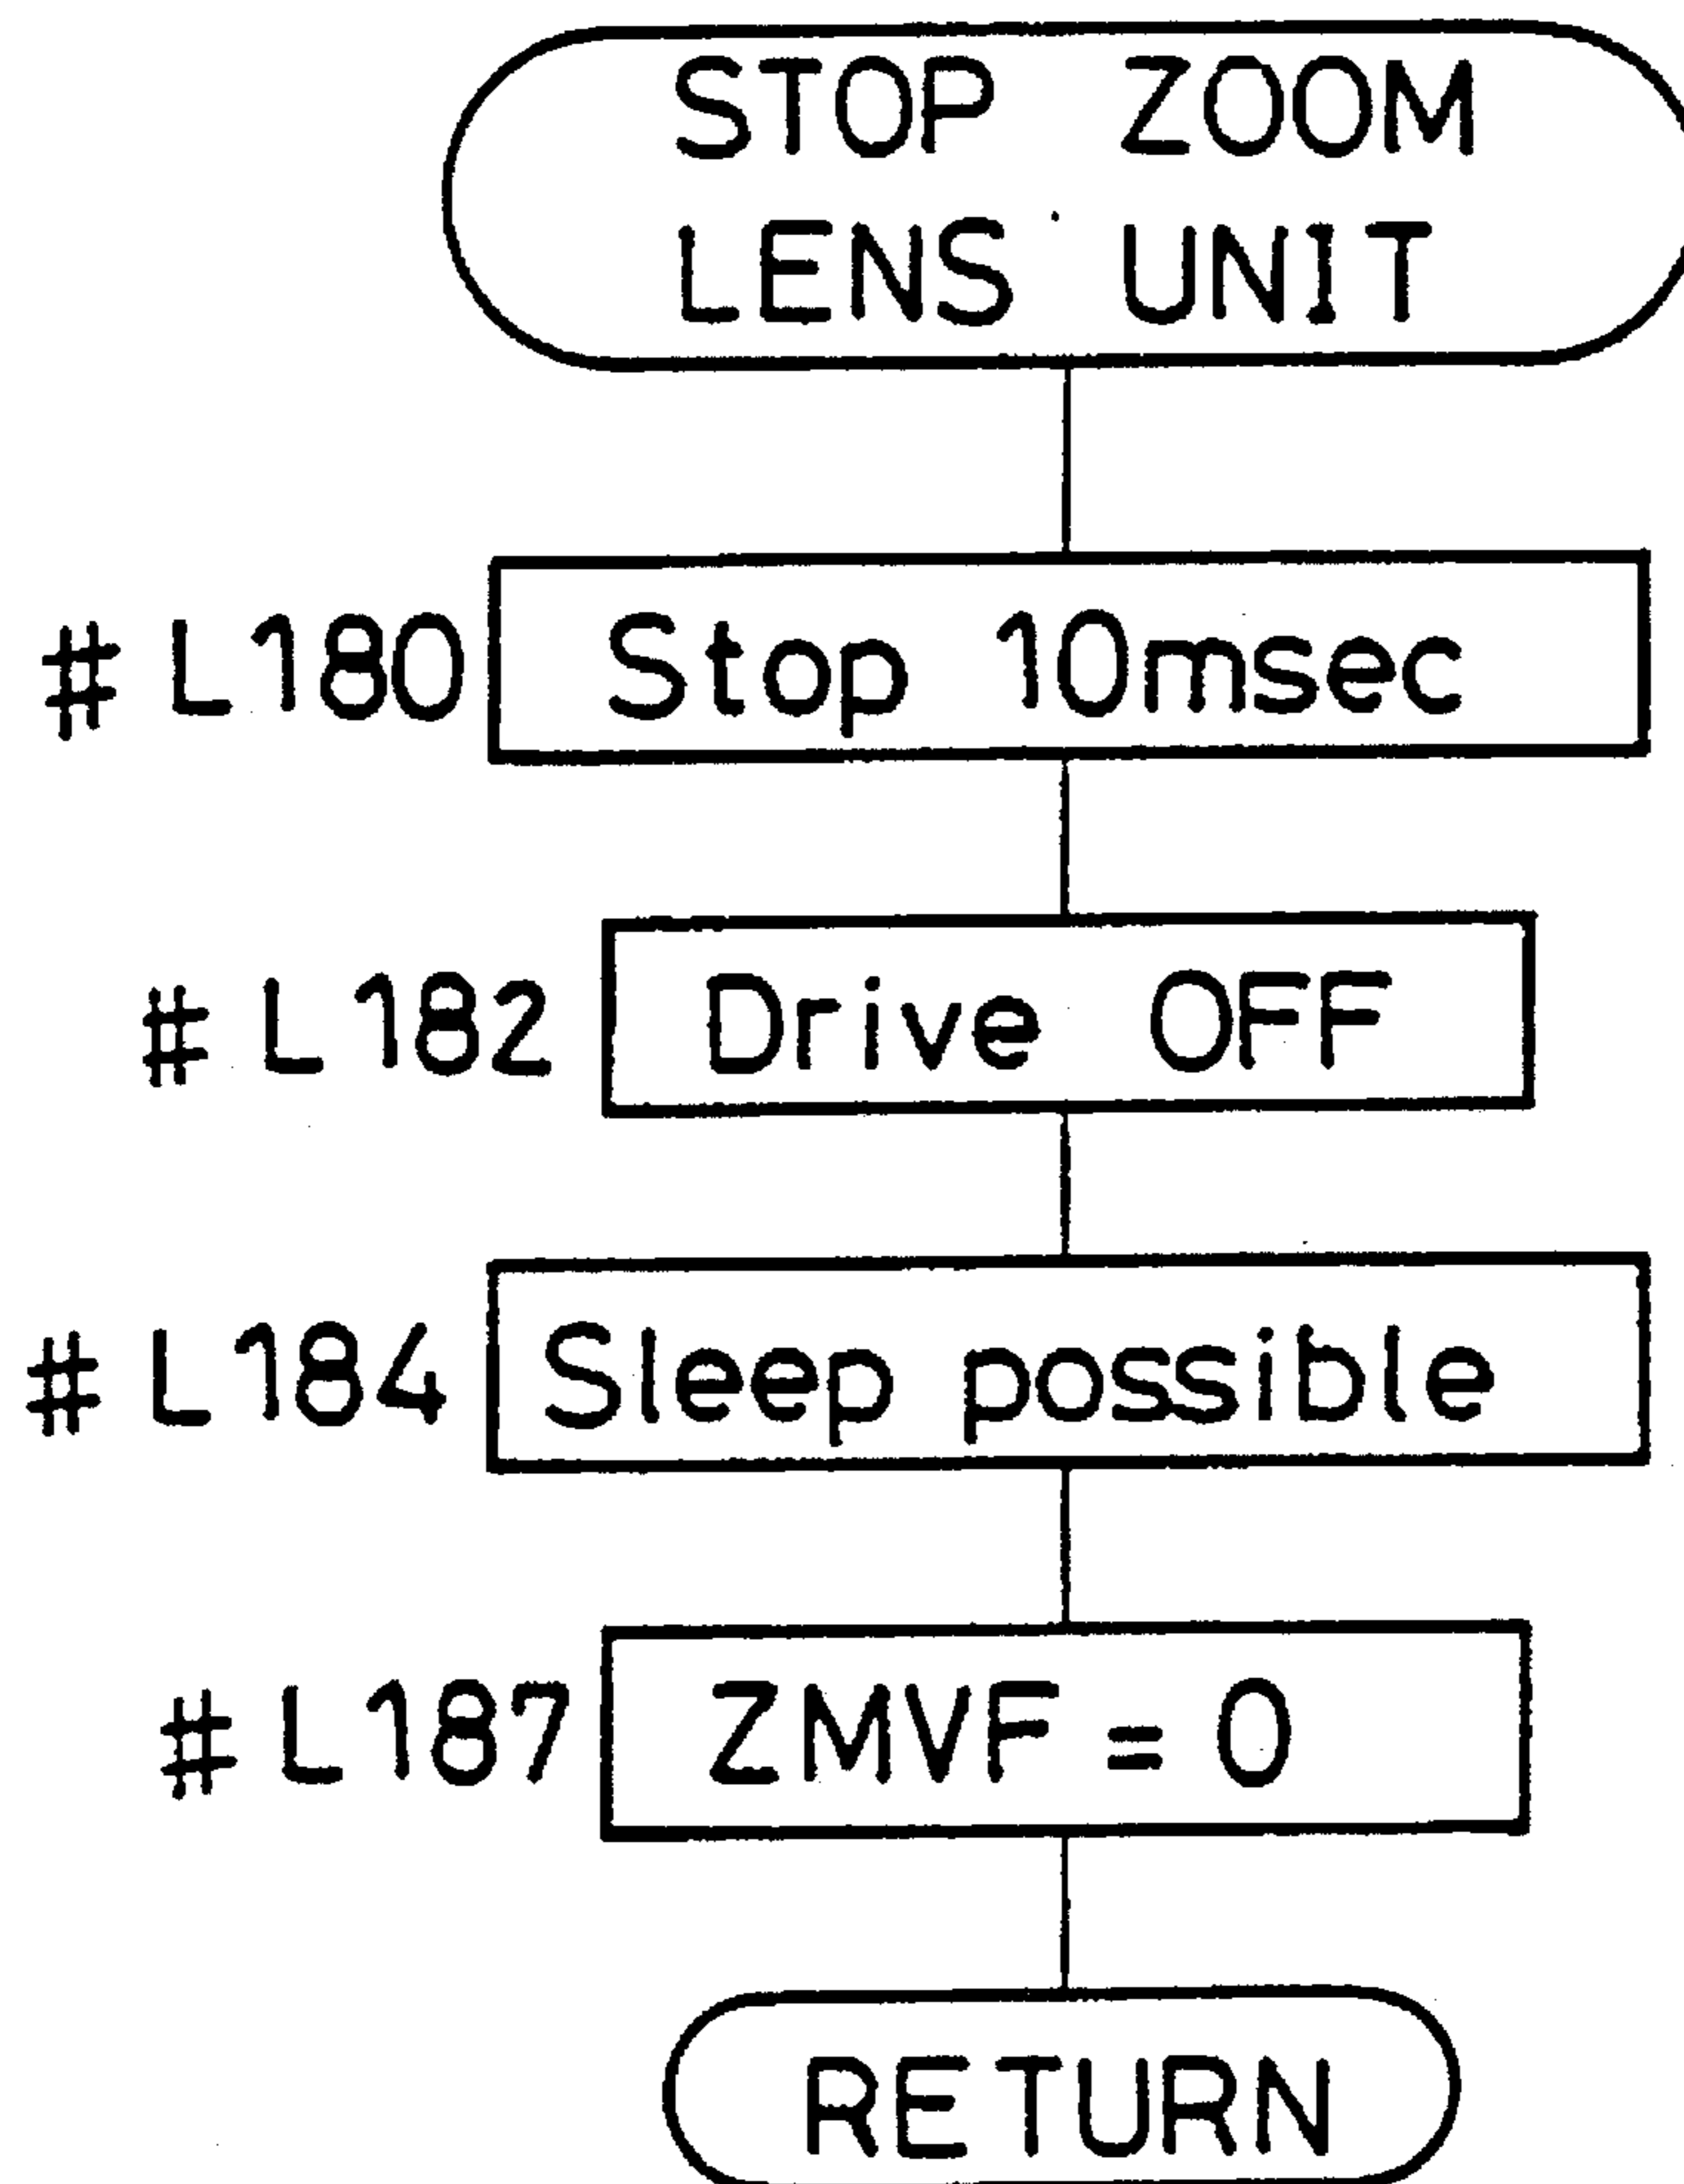 STOP ZOOM
LENS UNIT
# L180 Stop 10msec
# L182 Drive OFF
# L184 Sleep possible
# L187 ZMVF = 0
RETURN